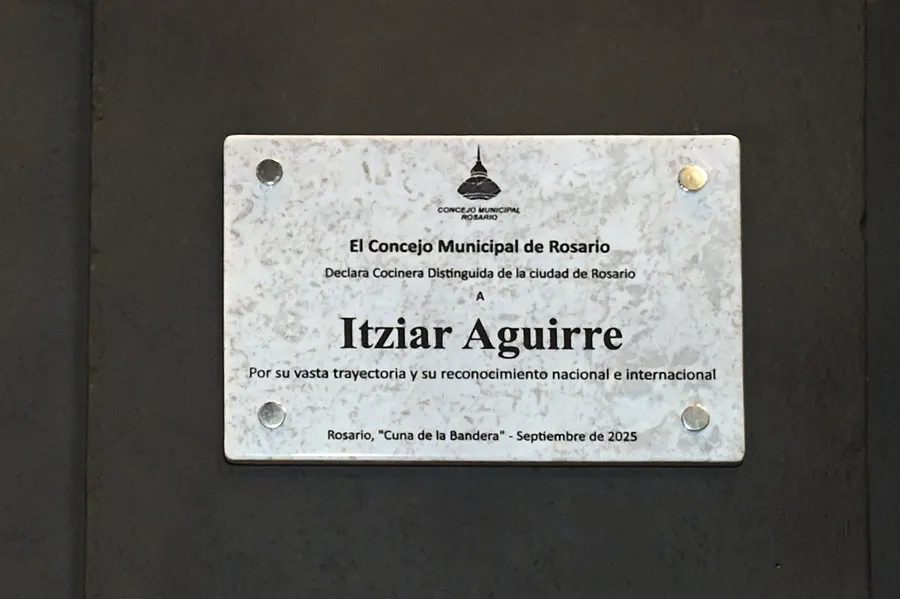 CONCEJO MUNICIPAL
ROSARIO
El Concejo Municipal de Rosario
Declara Cocinera Distinguida de la ciudad de Rosario
A
Itziar Aguirre
Por su vasta trayectoria y su reconocimiento nacional e internacional
Rosario, "Cuna de la Bandera" - Septiembre de 2025